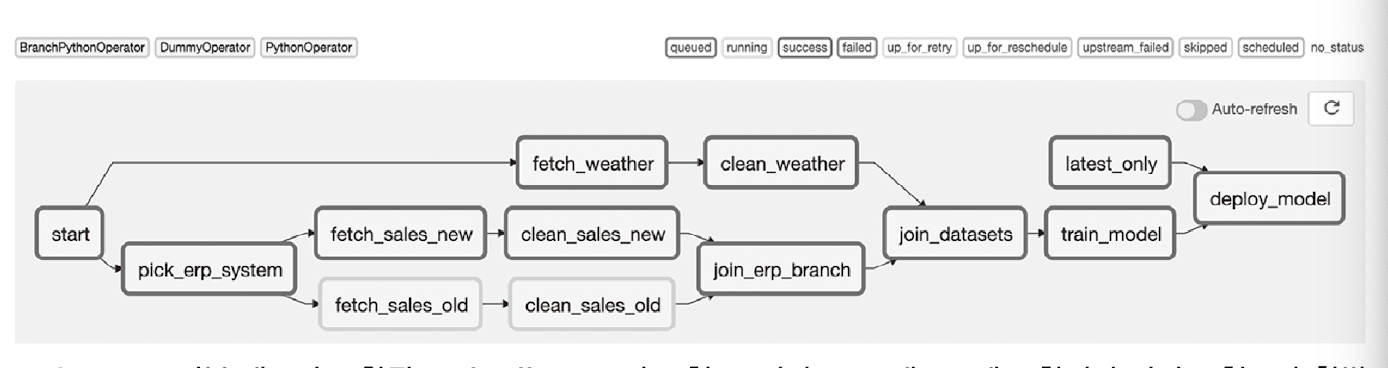 BranchPythonOperator DummyOperator PythonOperator queued running success failed up_for_retry up_for_reschedule upstream_failed skipped scheduled no_status
Auto-refresh
fetch_weather clean_weather latest_only
deploy_model
start fetch_sales_new clean_sales_new join_datasets train_model
pick_erp_system join_erp_branch
fetch_sales_old clean_sales_old